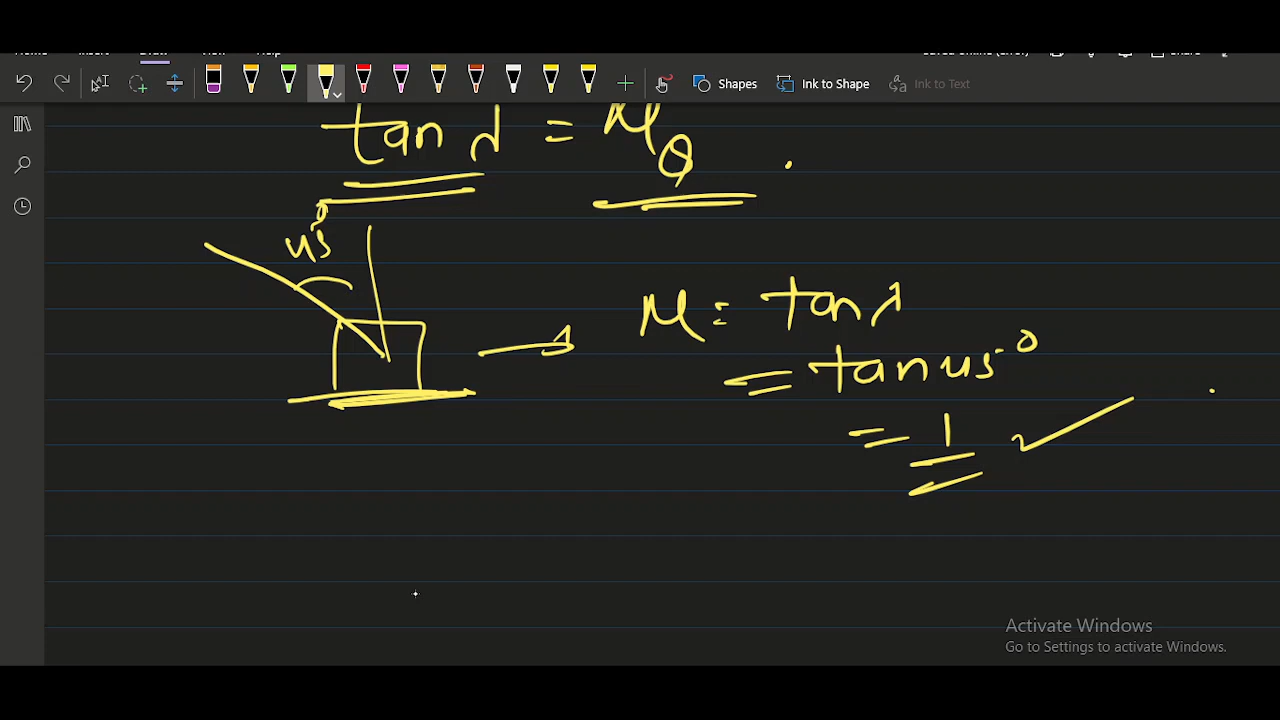 Shapes Ink to Shape Ink to Text
tan λ = μ
45°
μ = tan λ
= tan 45°
= 1
Activate Windows
Go to Settings to activate Windows.